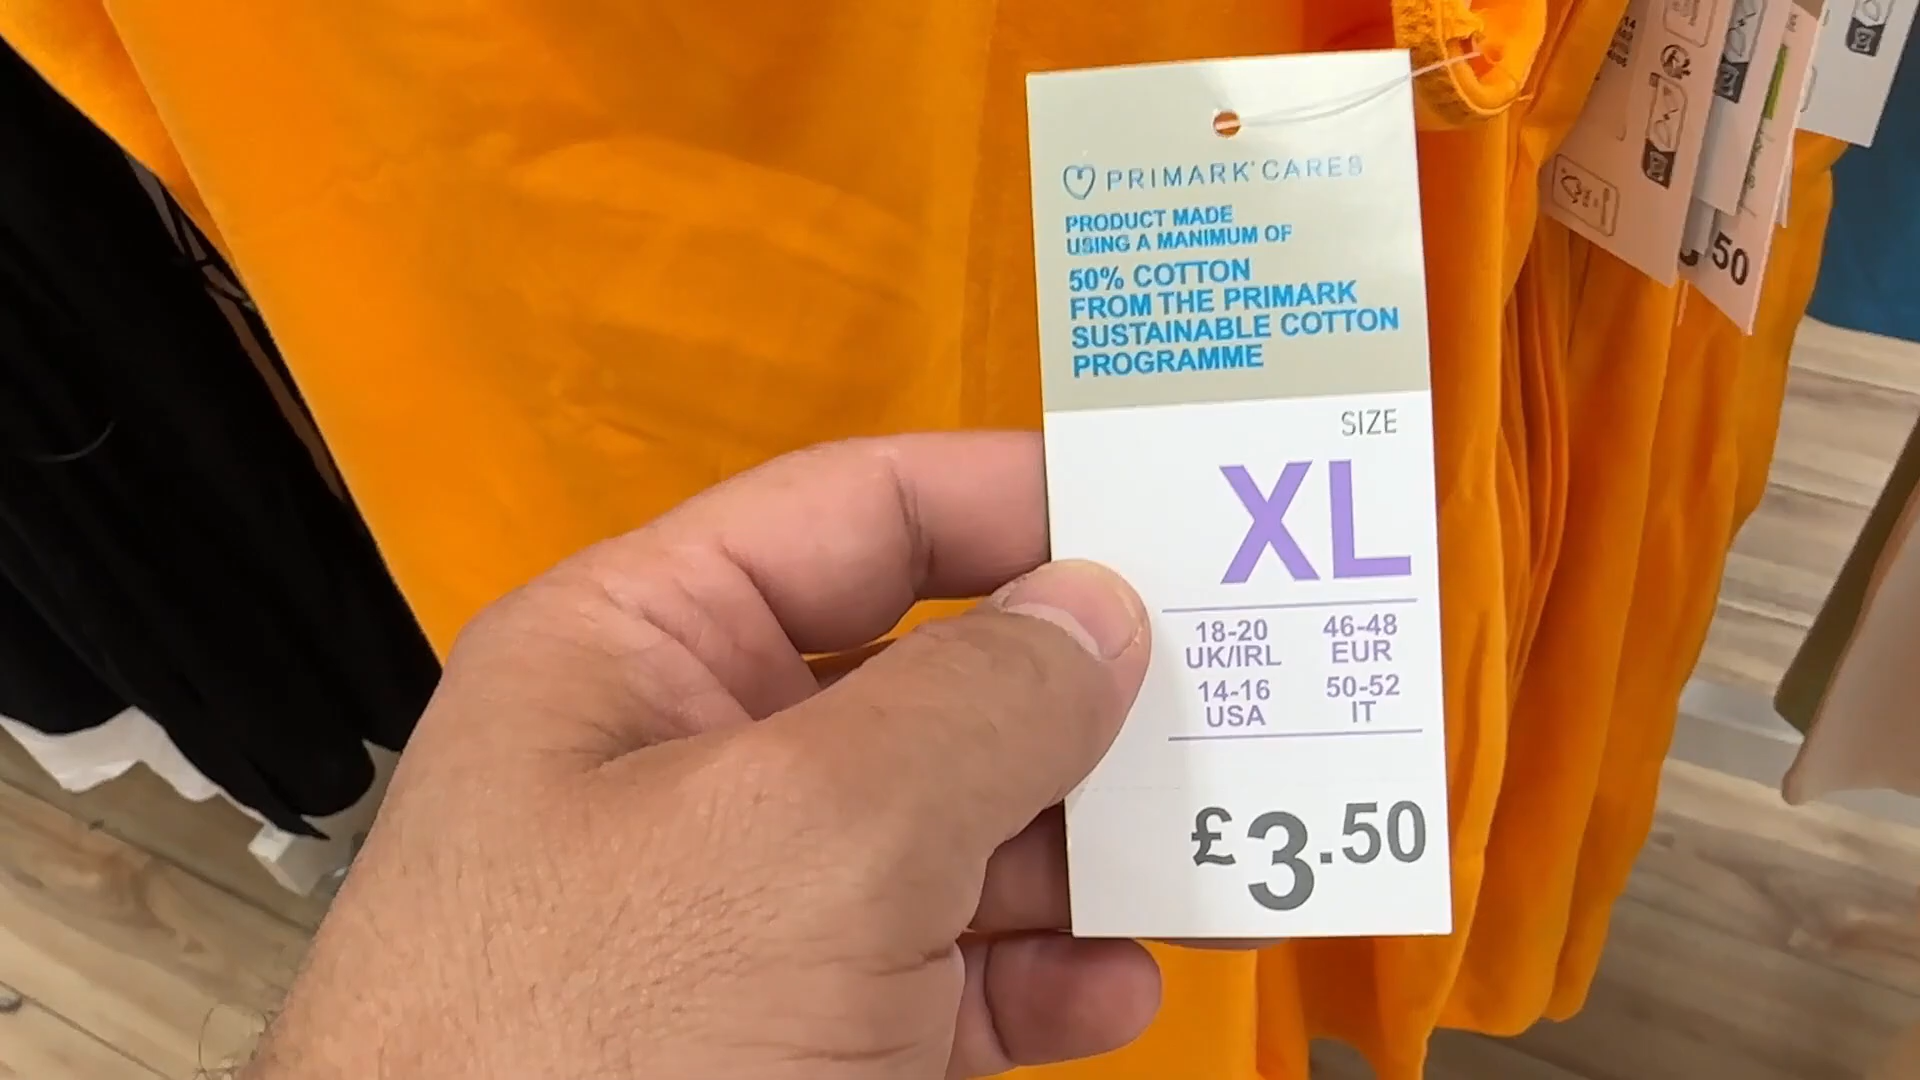 PRIMARK CARES
PRODUCT MADE
USING A MANIMUM OF
50% COTTON
FROM THE PRIMARK
SUSTAINABLE COTTON
PROGRAMME
SIZE
XL
18-20 46-48
UK/IRL EUR
14-16 50-52
USA IT
£3.50
50